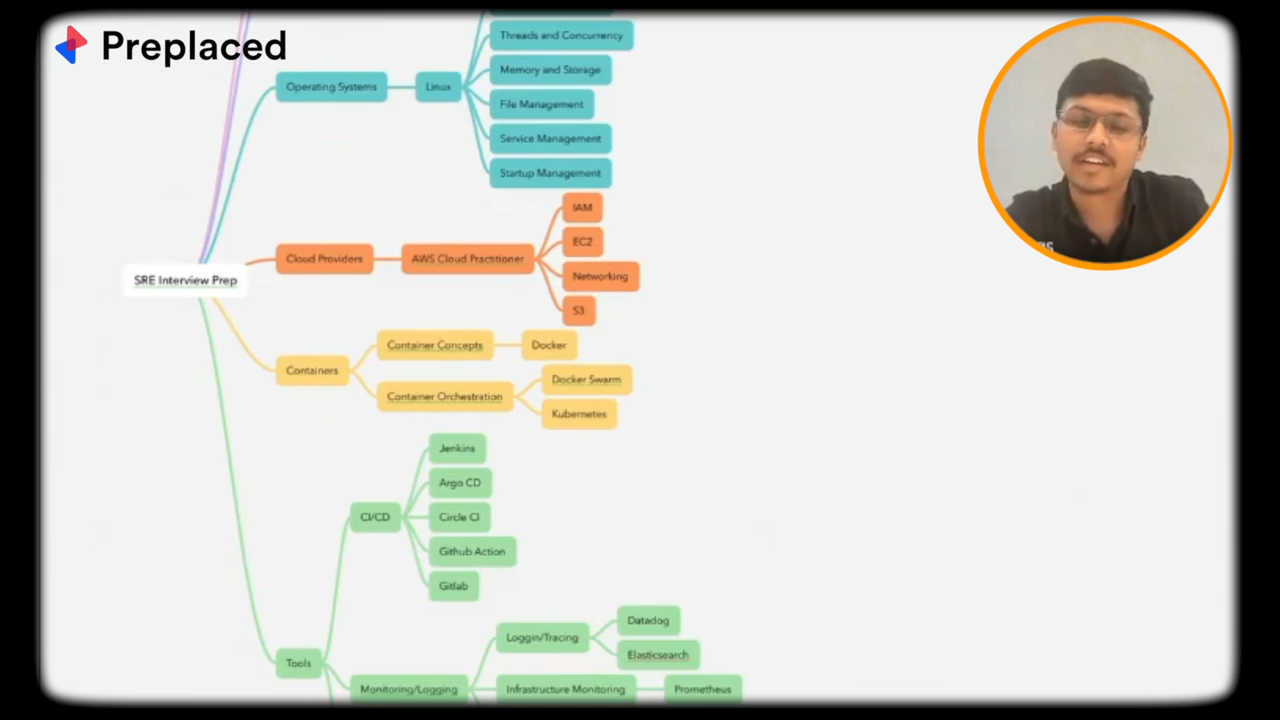 Preplaced
Threads and Concurrency
Memory and Storage
Operating Systems
Linux
File Management
Service Management
Startup Management
IAM
EC2
Cloud Providers
AWS Cloud Practitioner
Networking
S3
SRE Interview Prep
Container Concepts
Docker
Containers
Docker Swarm
Container Orchestration
Kubernetes
Jenkins
Argo CD
CI/CD
Circle CI
Github Action
Gitlab
Datadog
Loggin/Tracing
Elasticsearch
Tools
Monitoring/Logging
Infrastructure Monitoring
Prometheus